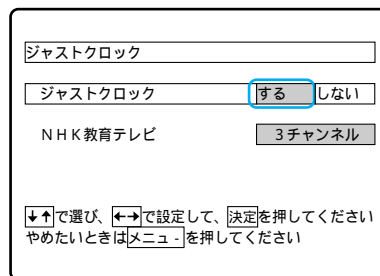 ジャストクロック
ジャストクロック する しない
NHK教育テレビ 3チャンネル
↓↑で選び、←→で設定して、決定を押してください
やめたいときはメニュ-を押してください